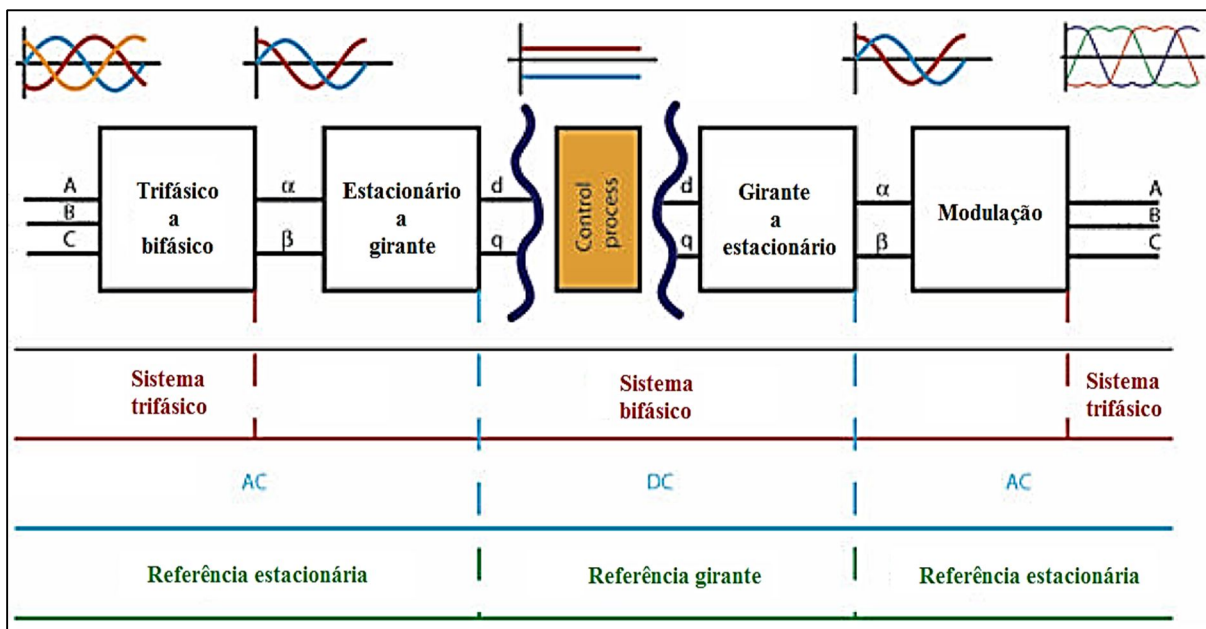 A
B
C
Trifásico
a
bifásico
α
β
Estacionário
a
girante
d
q
Control
process
d
q
Girante
a
estacionário
α
β
Modulação
A
B
C
Sistema
trifásico
Sistema
bifásico
Sistema
trifásico
AC
DC
AC
Referência estacionária
Referência girante
Referência estacionária